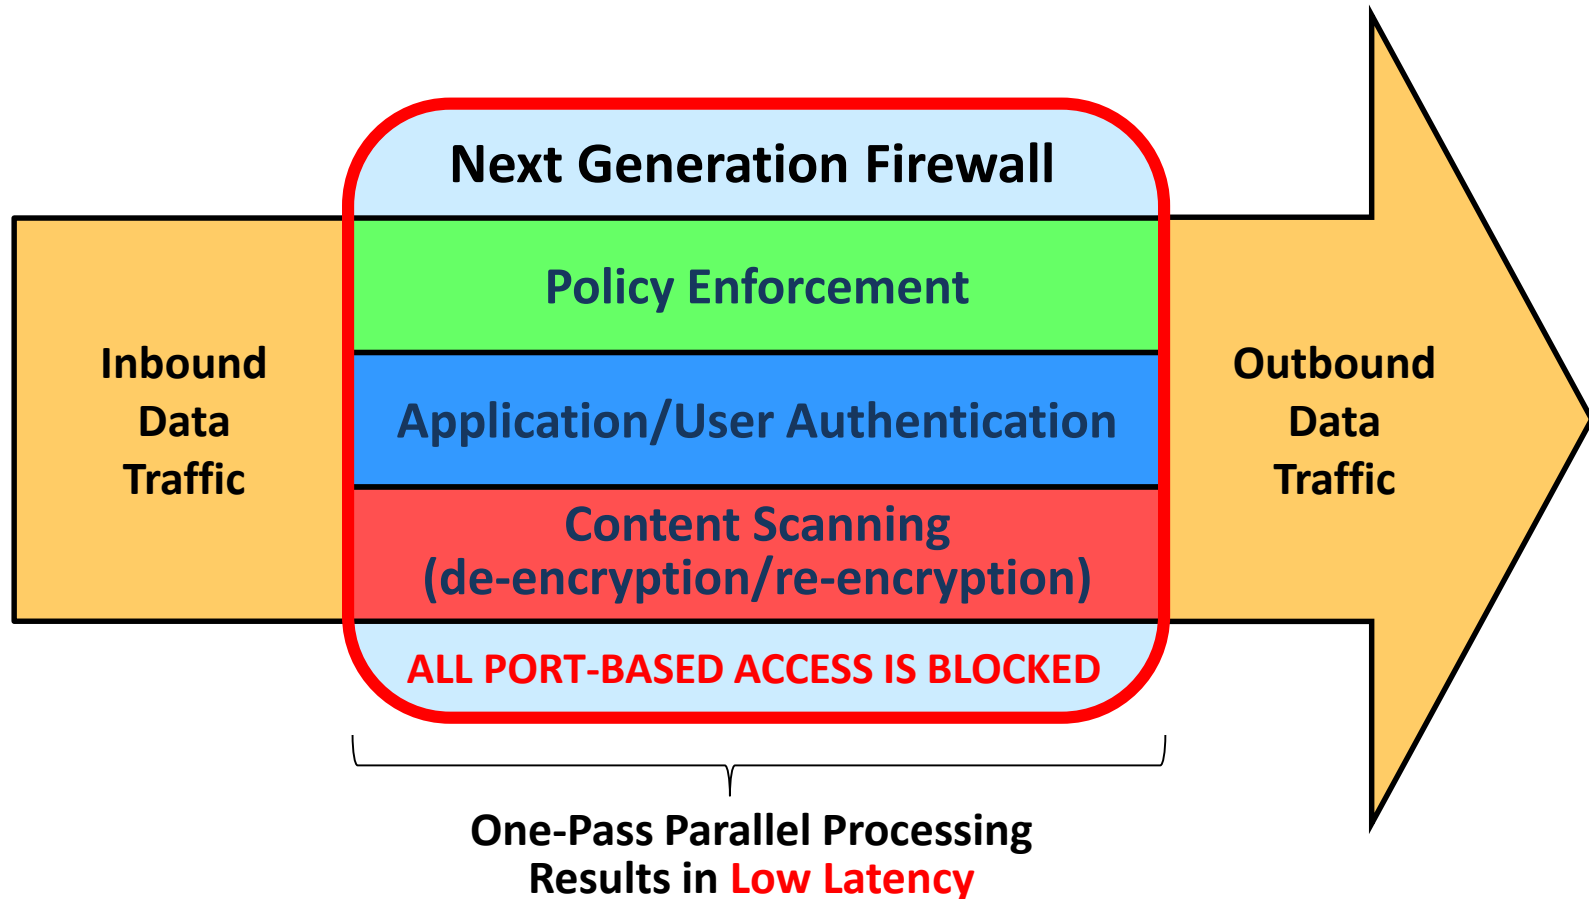 Next Generation Firewall
Policy Enforcement
Inbound
Data
Traffic
Application/User Authentication
Outbound
Data
Traffic
Content Scanning
(de-encryption/re-encryption)
ALL PORT-BASED ACCESS IS BLOCKED
One-Pass Parallel Processing
Results in Low Latency